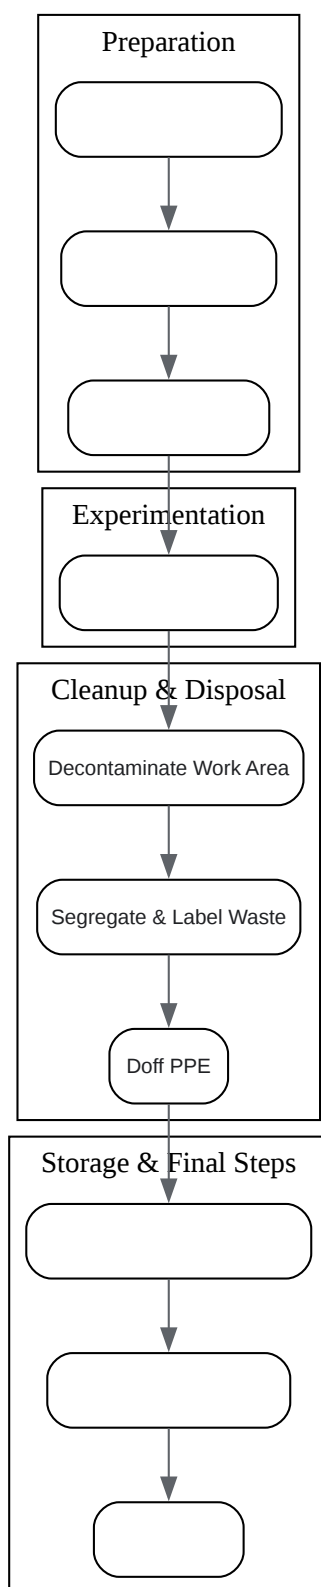 Preparation
Experimentation
Cleanup & Disposal
Decontaminate Work Area
Segregate & Label Waste
Doff PPE
Storage & Final Steps